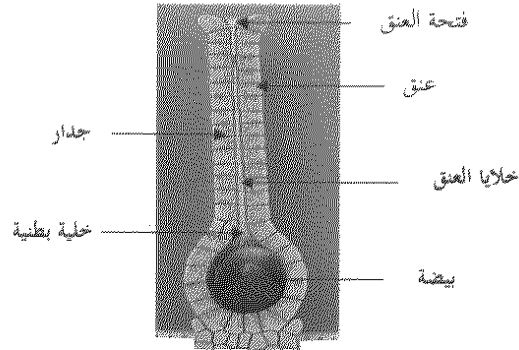 فتحة العنق
عنق
جدار
خلايا العنق
خلية بطنية
بيضة